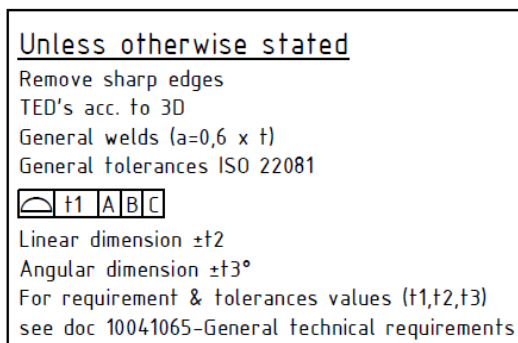 Unless otherwise stated
Remove sharp edges
TED's acc. to 3D
General welds (a=0,6 x t)
General tolerances ISO 22081
⌓ t1 A B C
Linear dimension ±t2
Angular dimension ±t3°
For requirement & tolerances values (t1,t2,t3)
see doc 10041065-General technical requirements